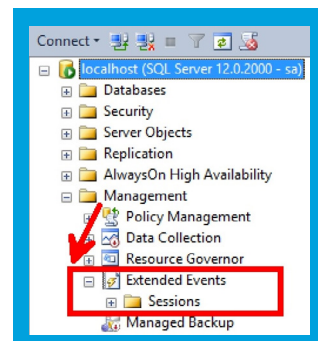 Connect
localhost (SQL Server 12.0.2000 - sa)
Databases
Security
Server Objects
Replication
AlwaysOn High Availability
Management
Policy Management
Data Collection
Resource Governor
Extended Events
Sessions
Managed Backup